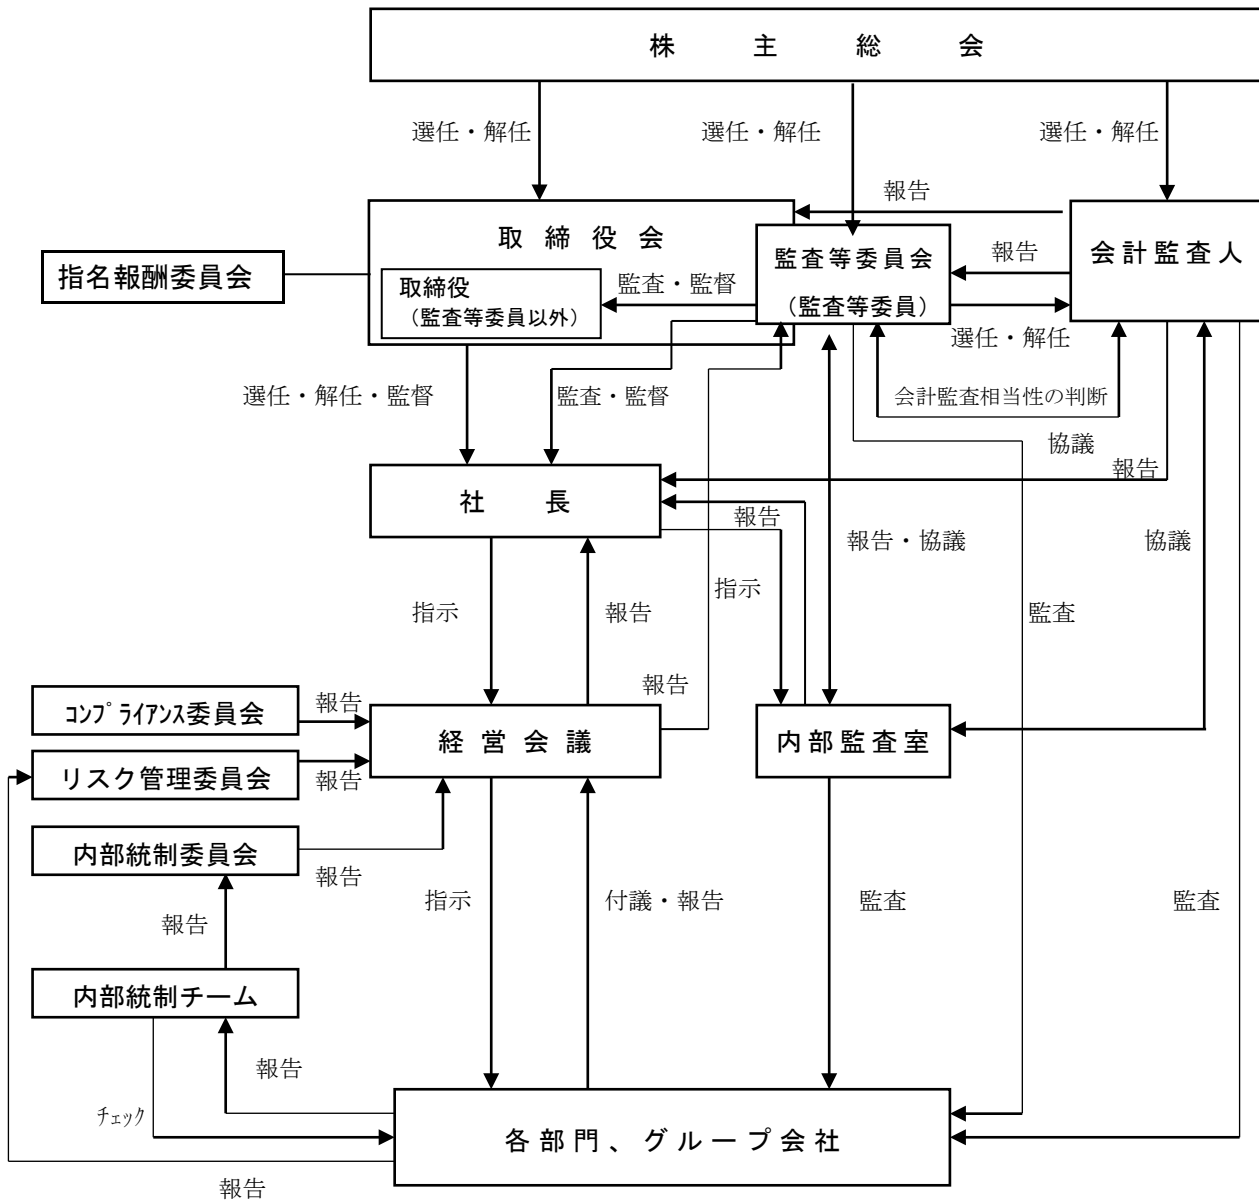 株主総会
選任・解任
選任・解任
選任・解任
報告
取締役会
監査等委員会
(監査等委員)
会計監査人
報告
指名報酬委員会
取締役
(監査等委員以外)
監査・監督
選任・解任
選任・解任・監督
監査・監督
会計監査相当性の判断
協議
報告
社長
報告
報告・協議
協議
指示
報告
指示
監査
報告
コンプライアンス委員会
報告
経営会議
内部監査室
リスク管理委員会
報告
内部統制委員会
報告
指示
付議・報告
監査
監査
報告
内部統制チーム
報告
チェック
各部門、グループ会社
報告